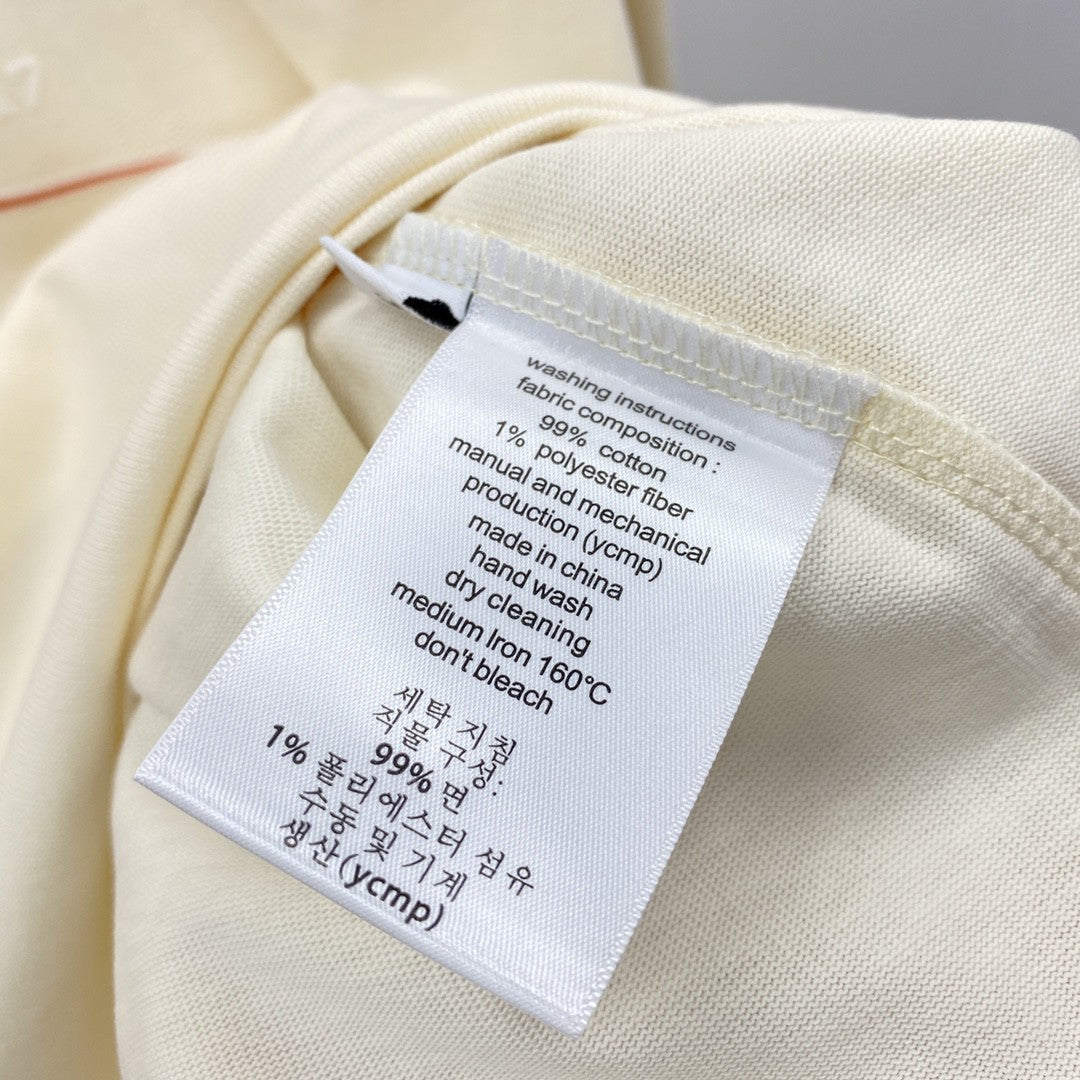 washing instructions
fabric composition :
99% cotton
1% polyester fiber
manual and mechanical
production (ycmp)
made in china
hand wash
dry cleaning
medium Iron 160°C
don't bleach
세탁 지침
직물 구성:
99% 면
1% 폴리에스터 섬유
수동 및 기계
생산(ycmp)